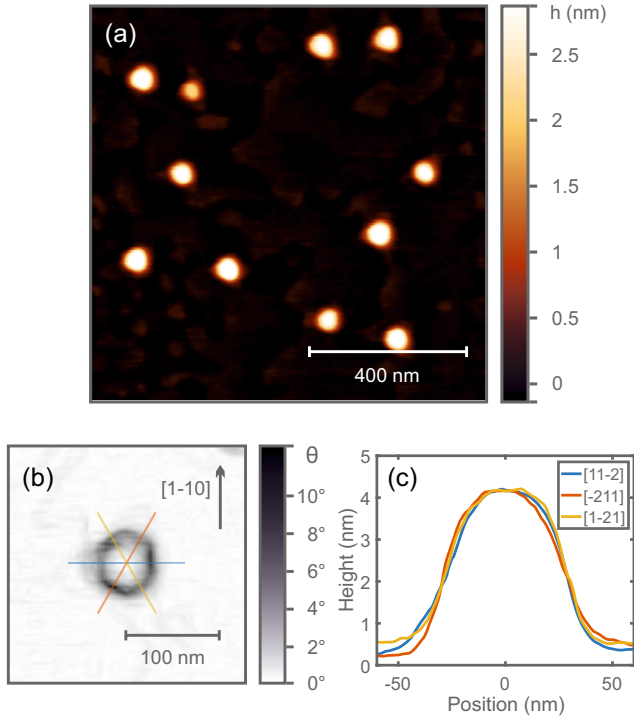 (a)
h (nm)
2.5
2
1.5
1
0.5
0
400 nm
(b)
[1-10]
100 nm
θ
10°
8°
6°
4°
2°
0°
(c)
[11-2]
[-211]
[1-21]
Height (nm)
5
4
3
2
1
0
-50
0
50
Position (nm)